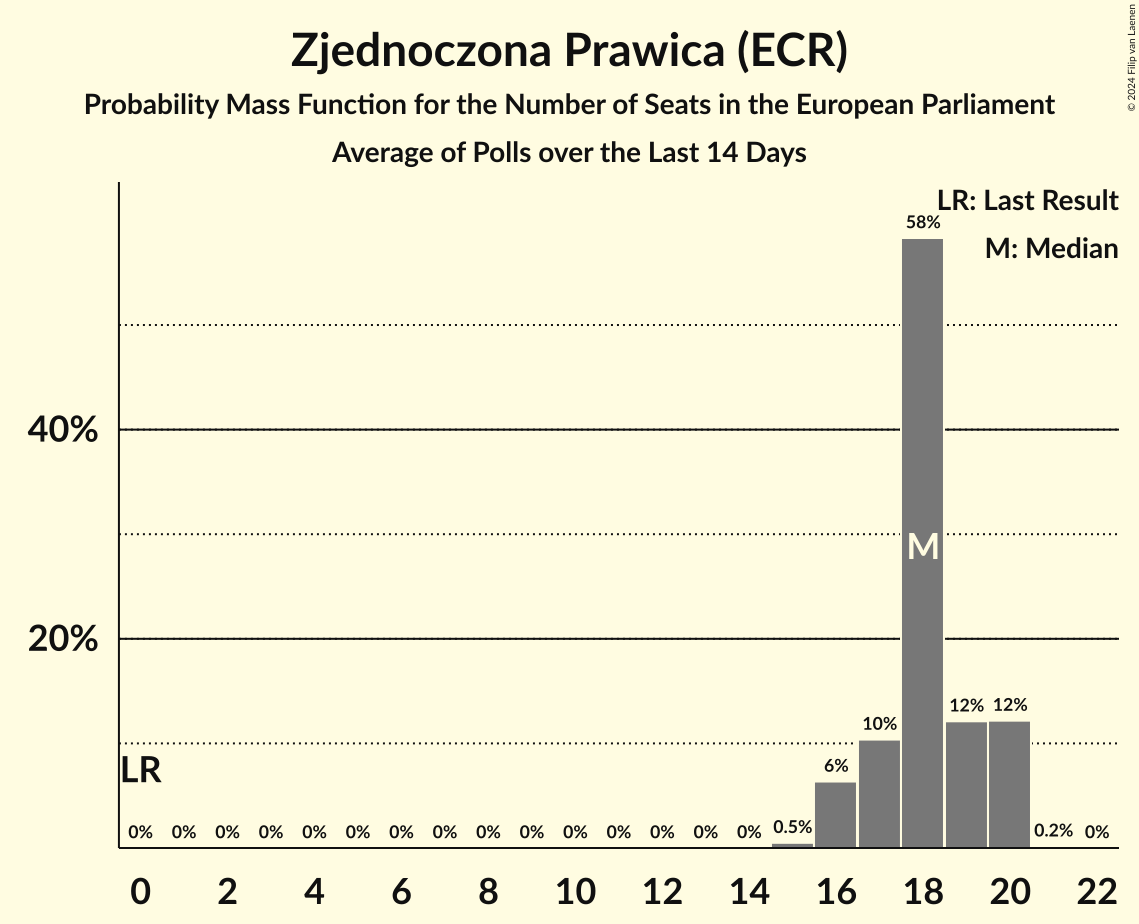 Zjednoczona Prawica (ECR)
Probability Mass Function for the Number of Seats in the European Parliament
Average of Polls over the Last 14 Days
© 2024 Filip van Laenen
LR: Last Result
M: Median
58%
40%
M
20%
12% 12%
10%
6%
LR
0% 0% 0% 0% 0% 0% 0% 0% 0% 0% 0% 0% 0% 0% 0% 0.5% 0.2% 0%
0 2 4 6 8 10 12 14 16 18 20 22